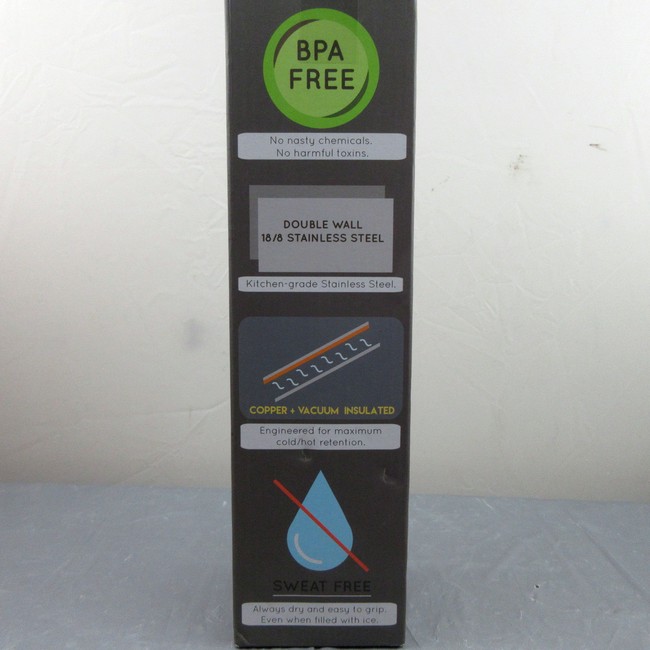 BPA
FREE
No nasty chemicals.
No harmful toxins.
DOUBLE WALL
18/8 STAINLESS STEEL
Kitchen-grade Stainless Steel.
COPPER + VACUUM INSULATED
Engineered for maximum
cold/hot retention.
SWEAT FREE
Always dry and easy to grip.
Even when filled with ice.